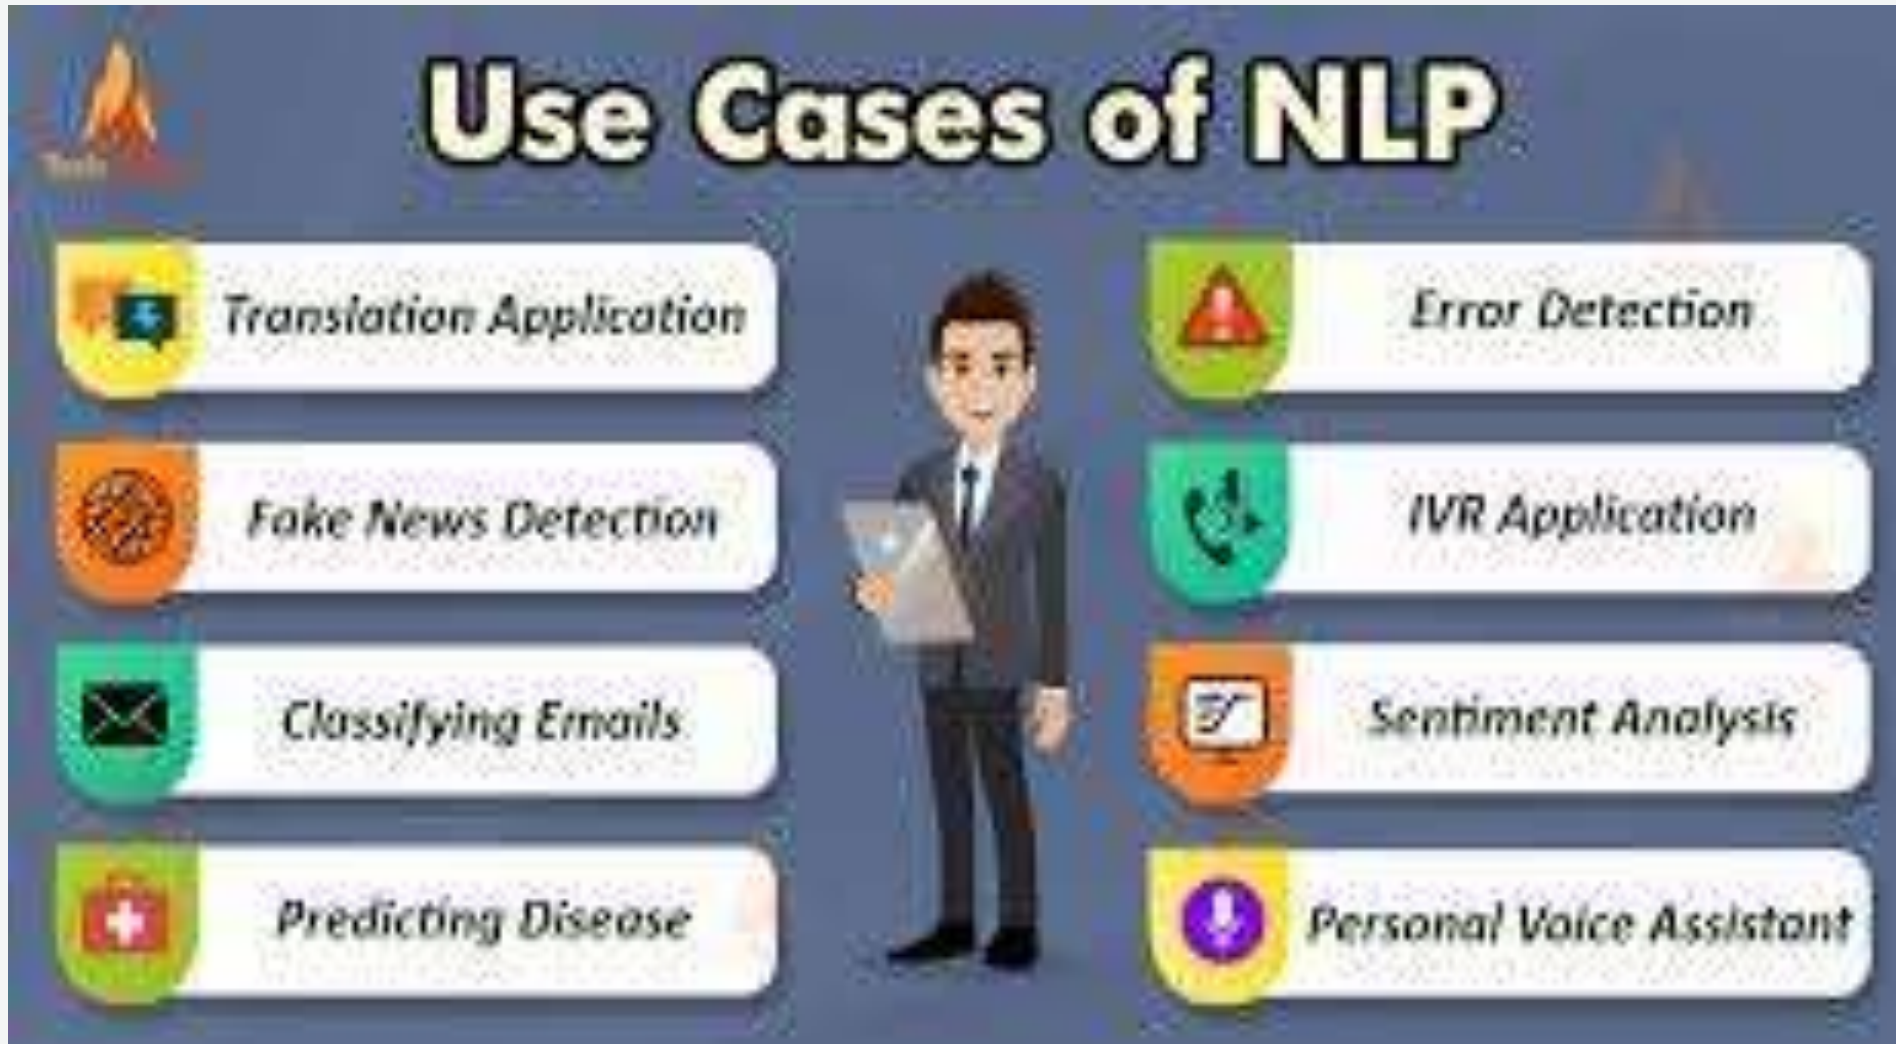 Use Cases of NLP
Translation Application
Fake News Detection
Classifying Emails
Predicting Disease
Error Detection
IVR Application
Sentiment Analysis
Personal Voice Assistant